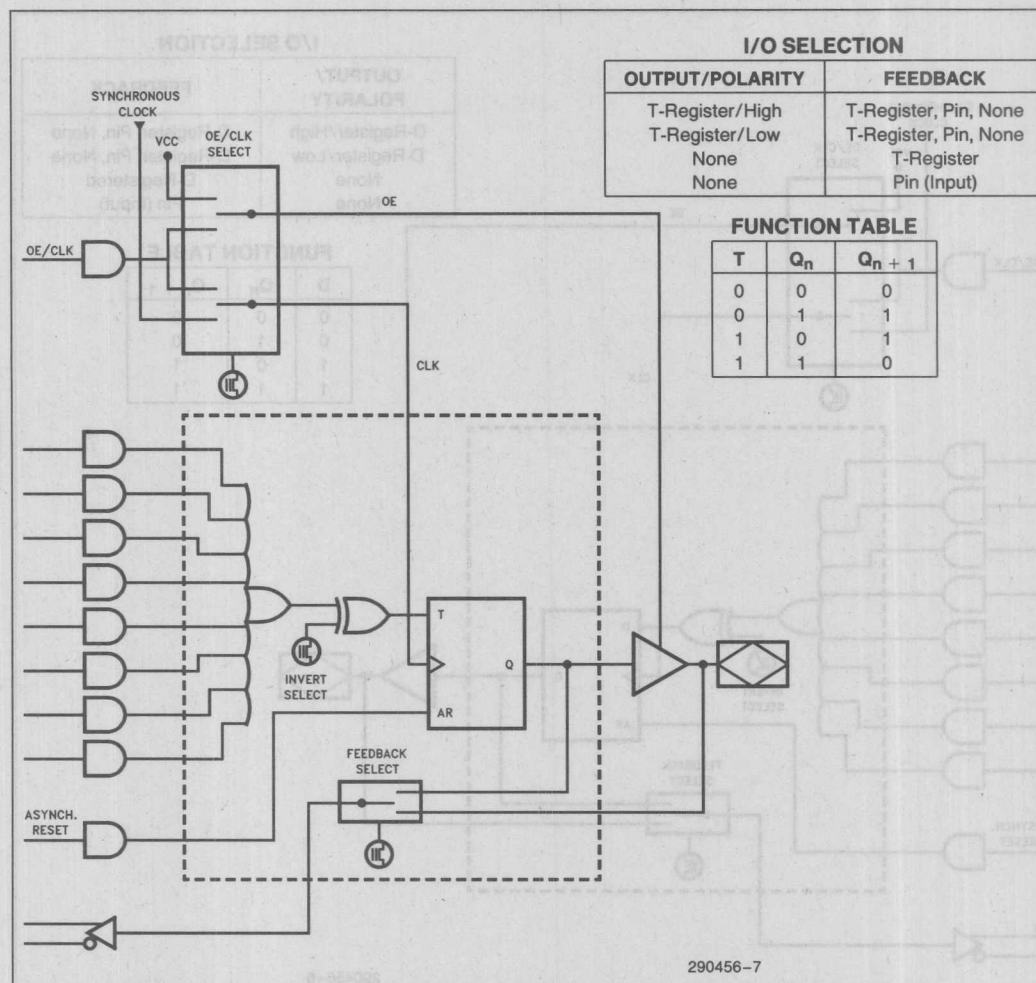 I/O SELECTION
OUTPUT/POLARITY FEEDBACK
T-Register/High T-Register, Pin, None
T-Register/Low T-Register, Pin, None
None T-Register
None Pin (Input)
FUNCTION TABLE
T Qn Qn + 1
0 0 0
0 1 1
1 0 1
1 1 0
SYNCHRONOUS
CLOCK
VCC
OE/CLK
SELECT
OE
OE/CLK
CLK
T
Q
AR
INVERT
SELECT
FEEDBACK
SELECT
ASYNCH.
RESET
290456-7